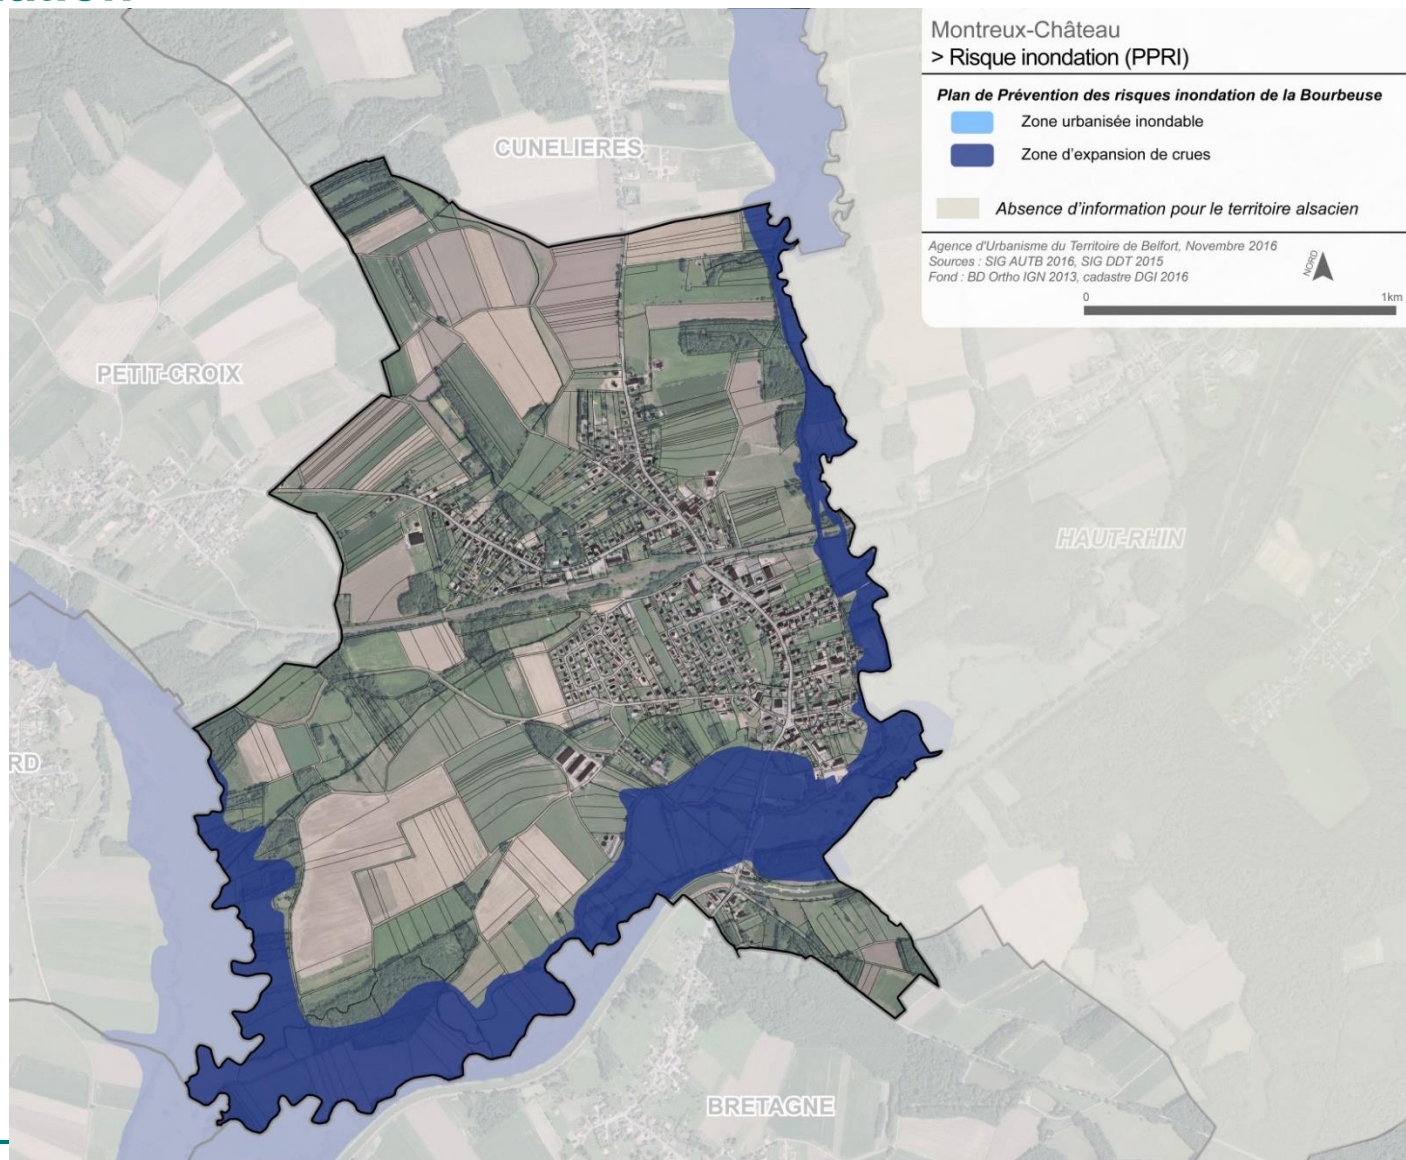 Montreux-Château
> Risque inondation (PPRI)
Plan de Prévention des risques inondation de la Bourbeuse
Zone urbanisée inondable
Zone d'expansion de crues
Absence d'information pour le territoire alsacien
Agence d'Urbanisme du Territoire de Belfort, Novembre 2016
Sources : SIG AUTB 2016, SIG DDT 2015
Fond : BD Ortho IGN 2013, cadastre DGI 2016
NORD
0 1km
CUNELIERES
PETIT-CROIX
HAUT-RHIN
RD
BRETAGNE